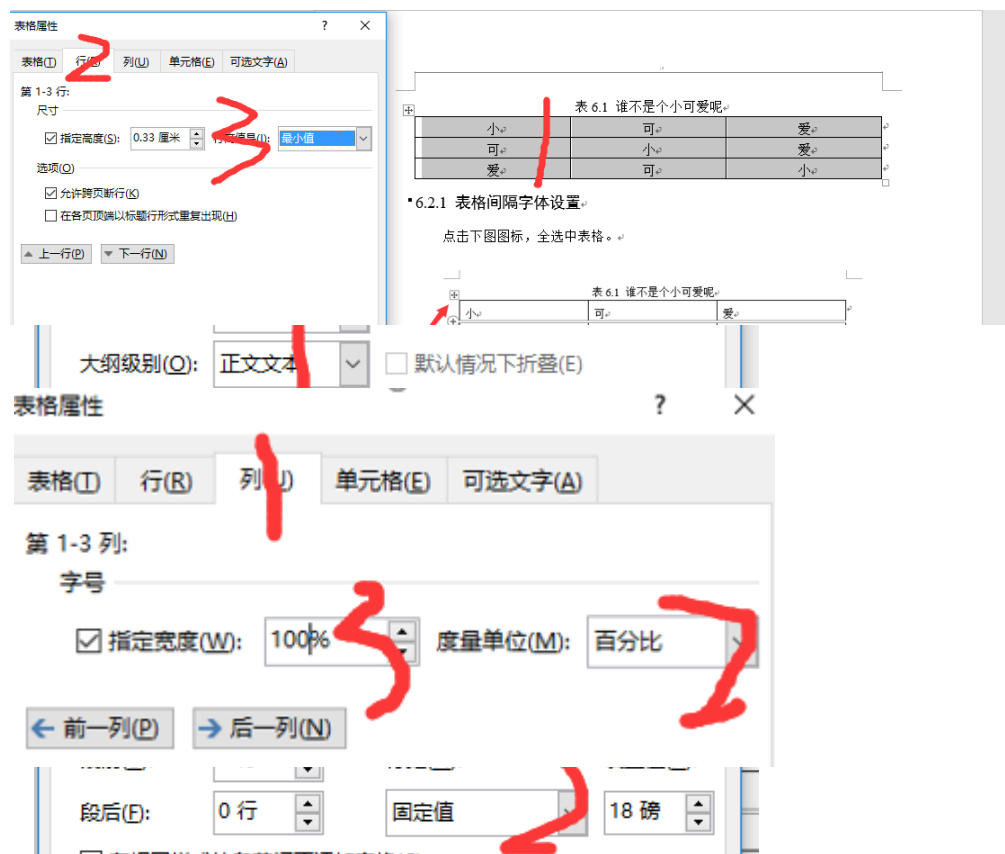 表格属性 ?
表格(T) 行 列(U) 单元格(E) 可选文字(A)
第 1-3 行:
尺寸
指定高度(S): 0.33 厘米 最小值
选项(O)
允许跨页断行(K)
在各页顶端以标题行形式重复出现(H)
上一行(P) 下一行(N)
表 6.1 谁不是个小可爱呢
小 可 爱
可 小 爱
爱 可 小
6.2.1 表格间隔字体设置
点击下图图标，全选中表格。
表 6.1 谁不是个小可爱呢
小 可 爱
1
2
3
大纲级别(O): 正文文本 默认情况下折叠(E)
表格属性 ?
表格(T) 行(R) 列(U) 单元格(E) 可选文字(A)
第 1-3 列:
字号
指定宽度(W): 100% 度量单位(M): 百分比
前一列(P) 后一列(N)
1
3
2
段后(F): 0 行 固定值 18 磅